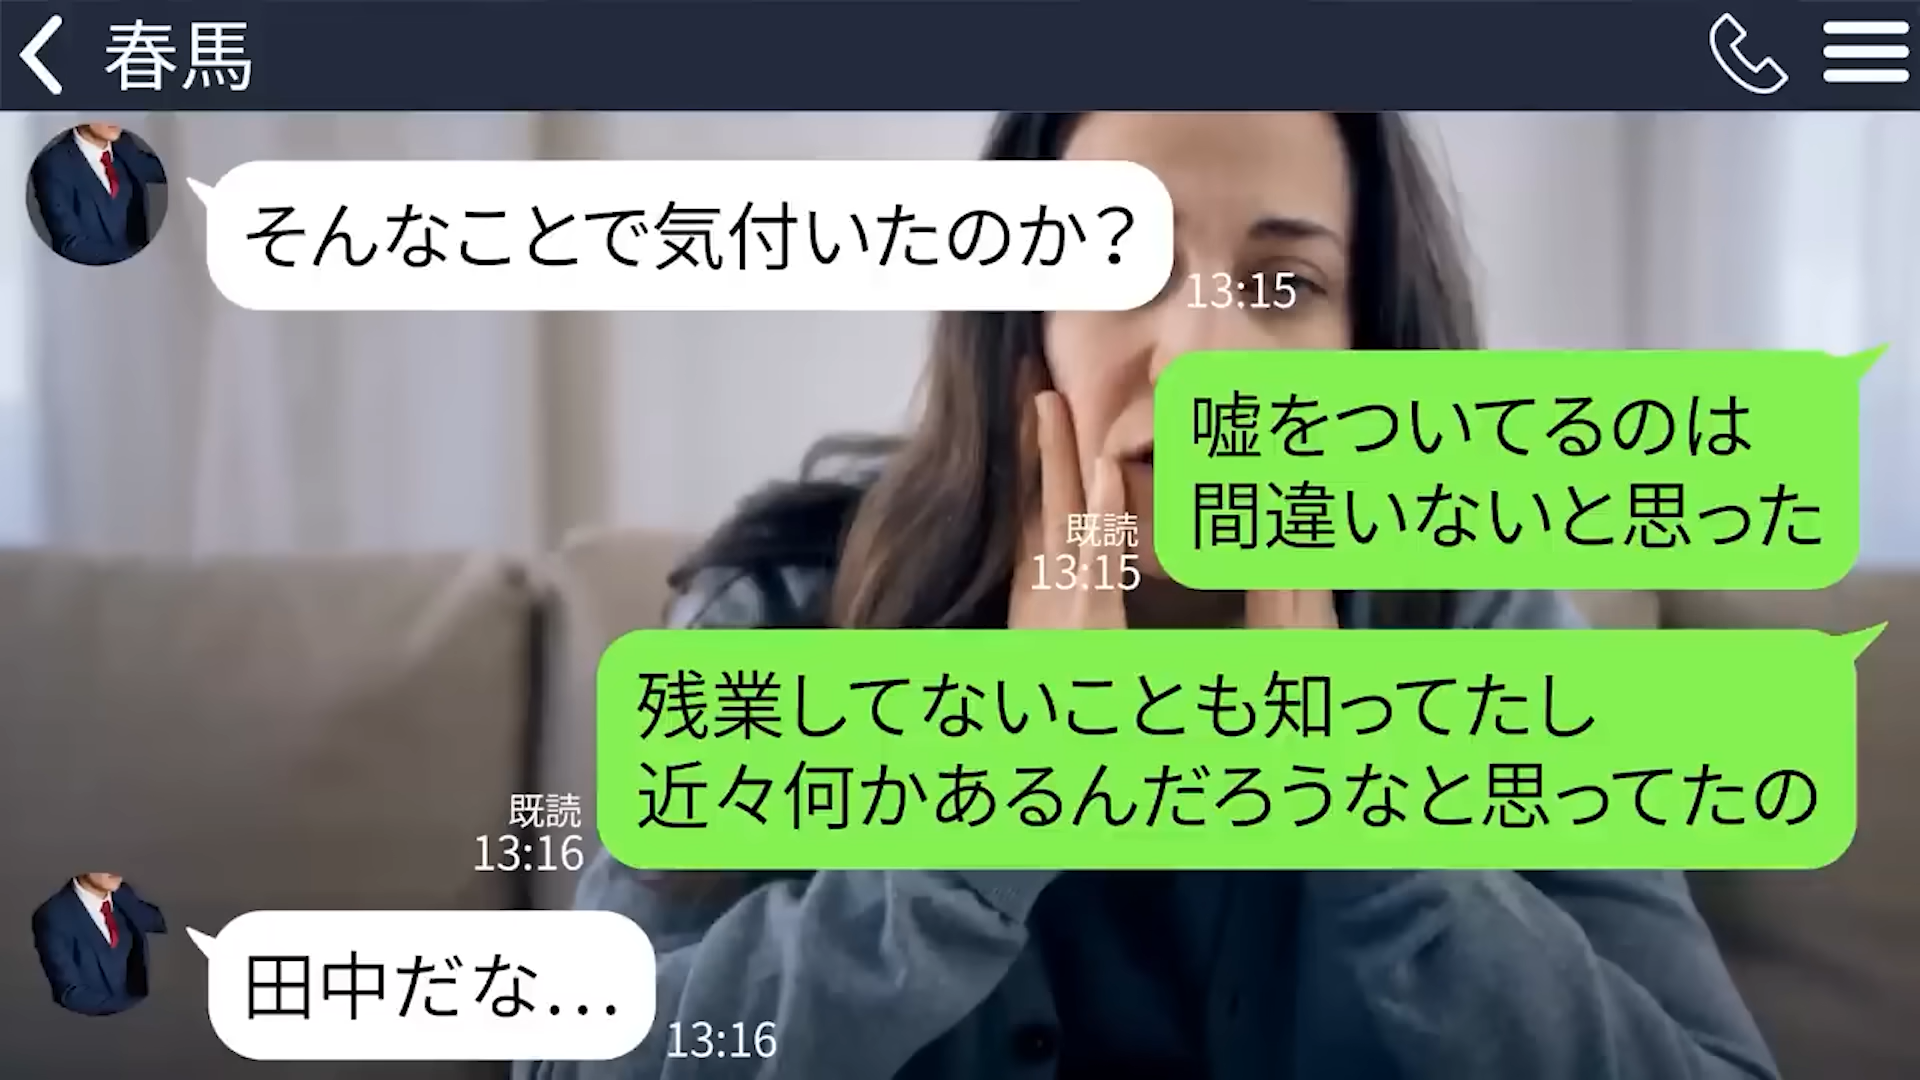 春馬
そんなことで気付いたのか？
13:15
嘘をついてるのは
間違いないと思った
既読
13:15
残業してないことも知ってたし
近々何かあるんだろうなと思ってたの
既読
13:16
田中だな…
13:16